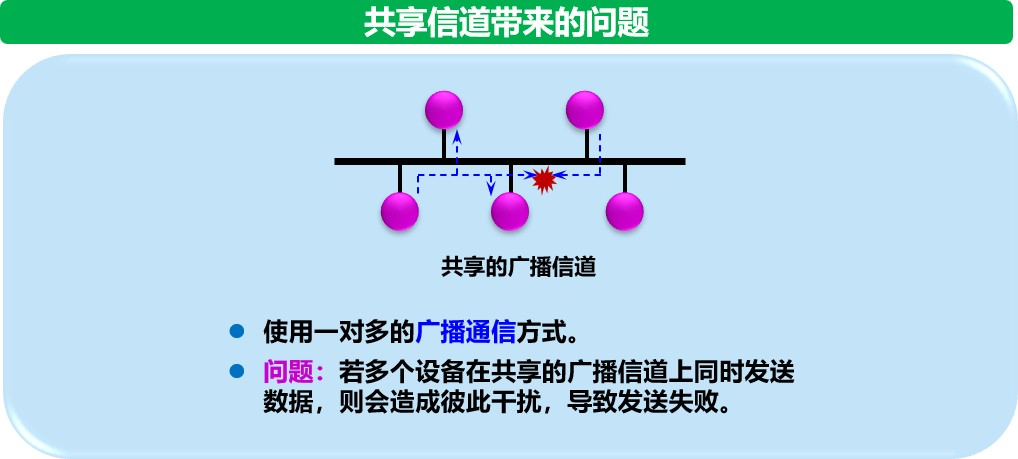 共享信道带来的问题
共享的广播信道
使用一对多的广播通信方式。
问题：若多个设备在共享的广播信道上同时发送
数据，则会造成彼此干扰，导致发送失败。